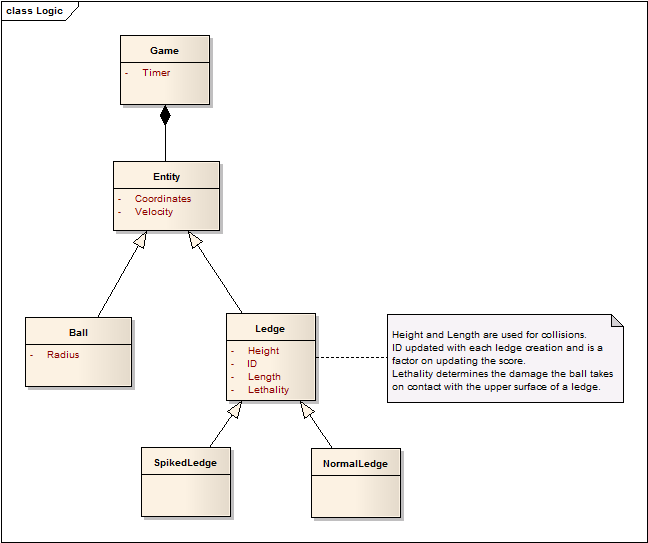 class Logic
Game
- Timer
Entity
- Coordinates
- Velocity
Ball
- Radius
Ledge
- Height
- ID
- Length
- Lethality
Height and Length are used for collisions.
ID updated with each ledge creation and is a
factor on updating the score.
Lethality determines the damage the ball takes
on contact with the upper surface of a ledge.
SpikedLedge
NormalLedge